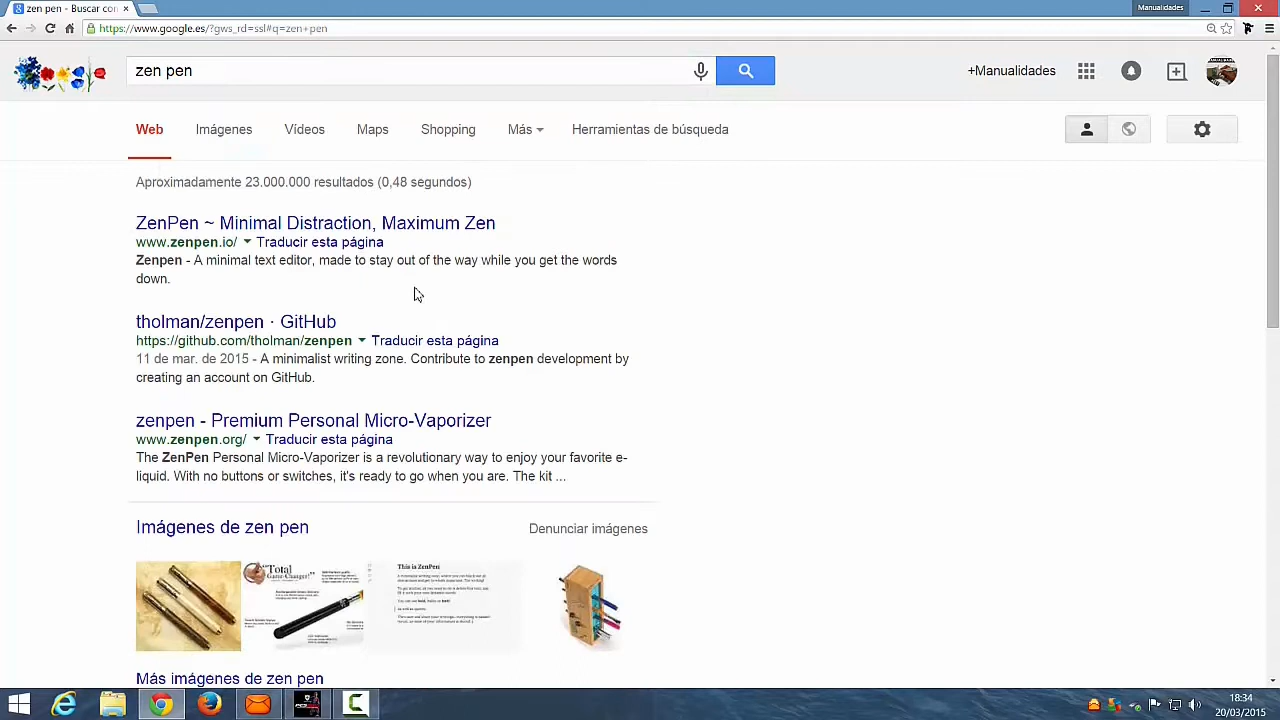 zen pen - Buscar con
Manualidades
https://www.google.es/?gws_rd=ssl#q=zen+pen
zen pen
+Manualidades
Web
Imágenes
Vídeos
Maps
Shopping
Más
Herramientas de búsqueda
Aproximadamente 23.000.000 resultados (0,48 segundos)
ZenPen ~ Minimal Distraction, Maximum Zen
www.zenpen.io/ Traducir esta página
Zenpen - A minimal text editor, made to stay out of the way while you get the words
down.
tholman/zenpen · GitHub
https://github.com/tholman/zenpen Traducir esta página
11 de mar. de 2015 - A minimalist writing zone. Contribute to zenpen development by
creating an account on GitHub.
zenpen - Premium Personal Micro-Vaporizer
www.zenpen.org/ Traducir esta página
The ZenPen Personal Micro-Vaporizer is a revolutionary way to enjoy your favorite e-
liquid. With no buttons or switches, it's ready to go when you are. The kit ...
Imágenes de zen pen
Denunciar imágenes
"Total
Game-Changer!"
This is ZenPen
Más imágenes de zen pen
18:34
20/03/2015